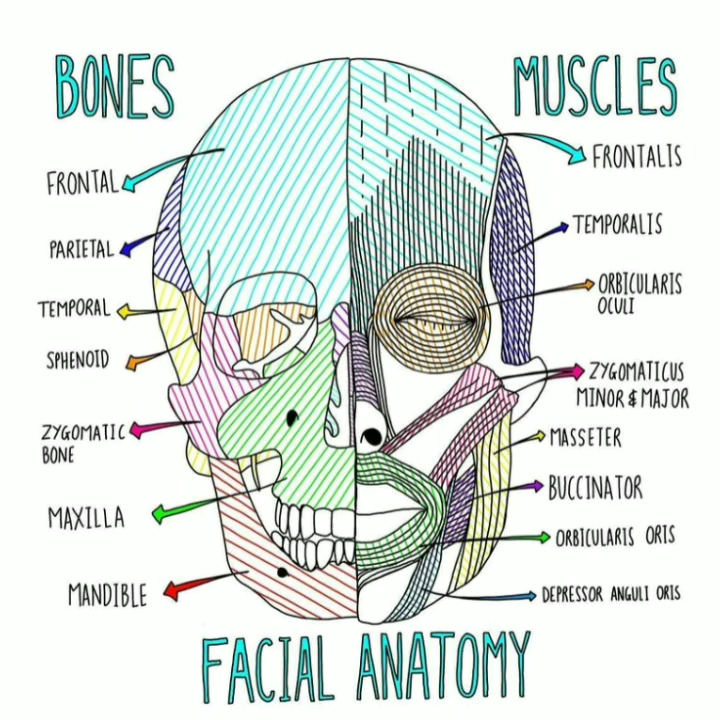 BONES
FRONTAL
PARIETAL
TEMPORAL
SPHENOID
ZYGOMATIC
BONE
MAXILLA
MANDIBLE
MUSCLES
FRONTALIS
TEMPORALIS
ORBICULARIS
OCULI
ZYGOMATICUS
MINOR & MAJOR
MASSETER
BUCCINATOR
ORBICULARIS ORIS
DEPRESSOR ANGULI ORIS
FACIAL ANATOMY